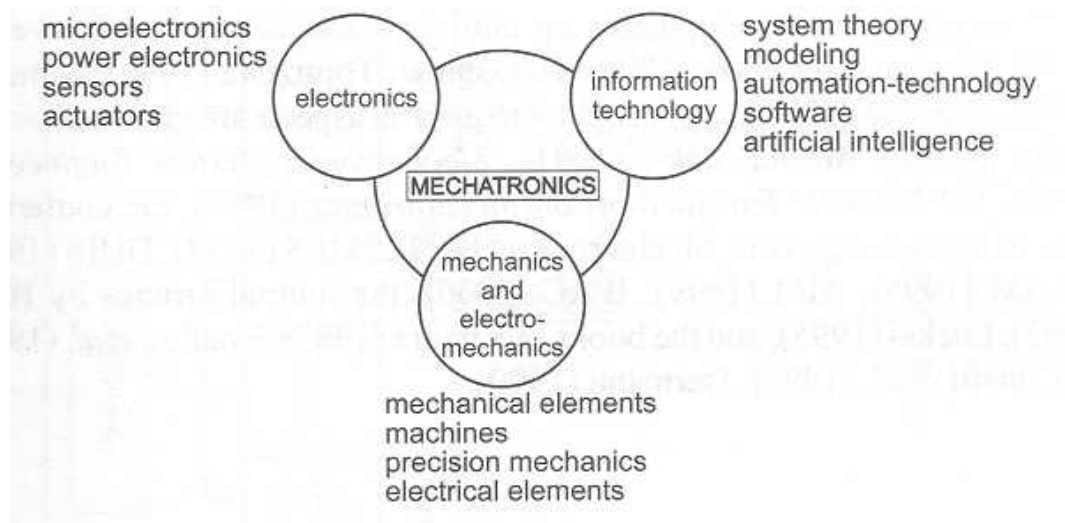 microelectronics
power electronics
sensors
actuators
electronics
information
technology
system theory
modeling
automation-technology
software
artificial intelligence
MECHATRONICS
mechanics
and
electro-
mechanics
mechanical elements
machines
precision mechanics
electrical elements